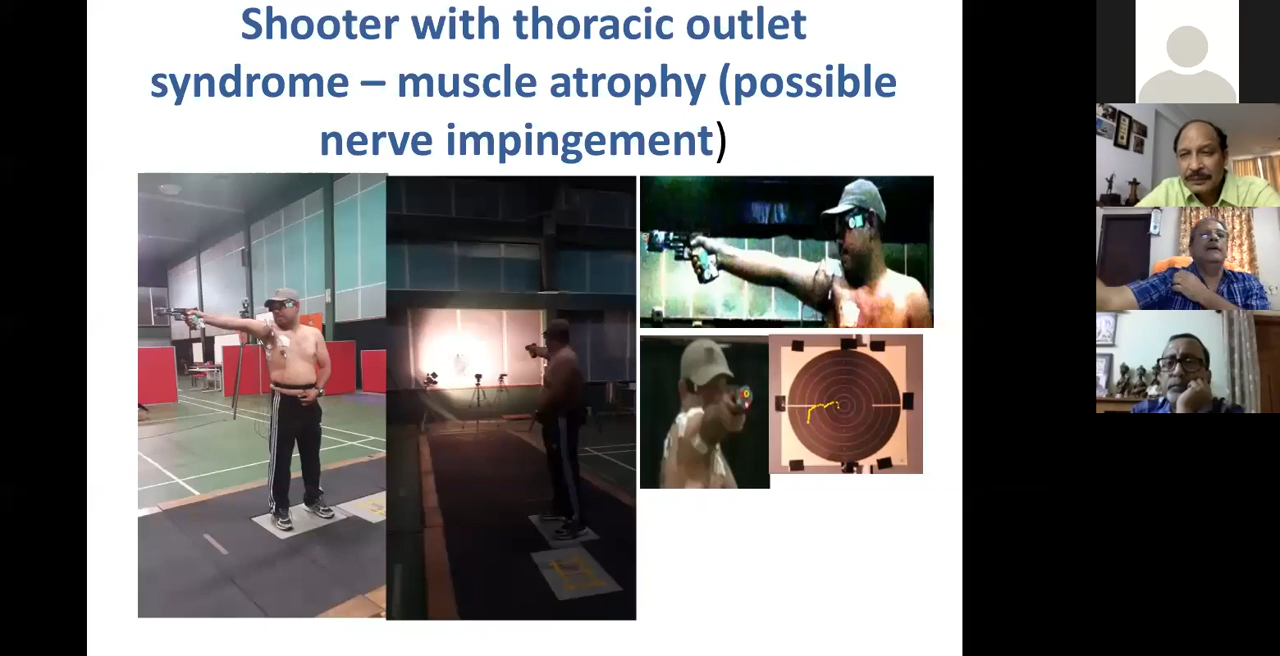 Shooter with thoracic outlet
syndrome – muscle atrophy (possible
nerve impingement)